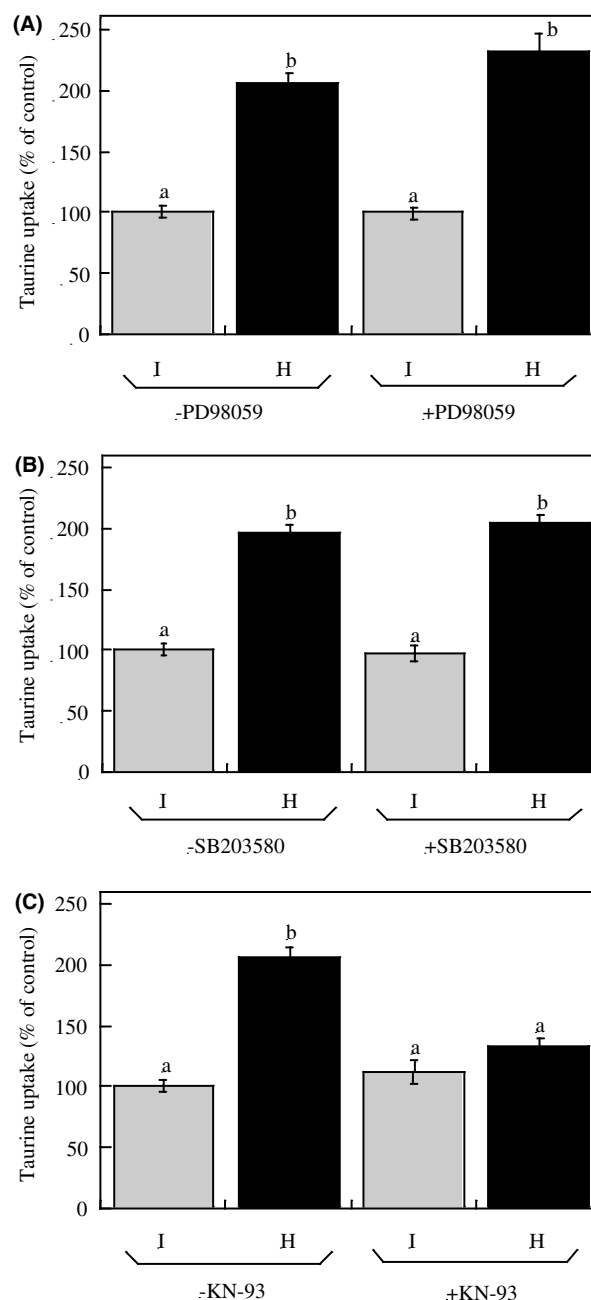 (A)
Taurine uptake (% of control)
250
200
150
100
50
0
a
b
a
b
I H I H
-PD98059 +PD98059
(B)
Taurine uptake (% of control)
250
200
150
100
50
0
a
b
a
b
I H I H
-SB203580 +SB203580
(C)
Taurine uptake (% of control)
250
200
150
100
50
0
a
b
a
a
I H I H
-KN-93 +KN-93